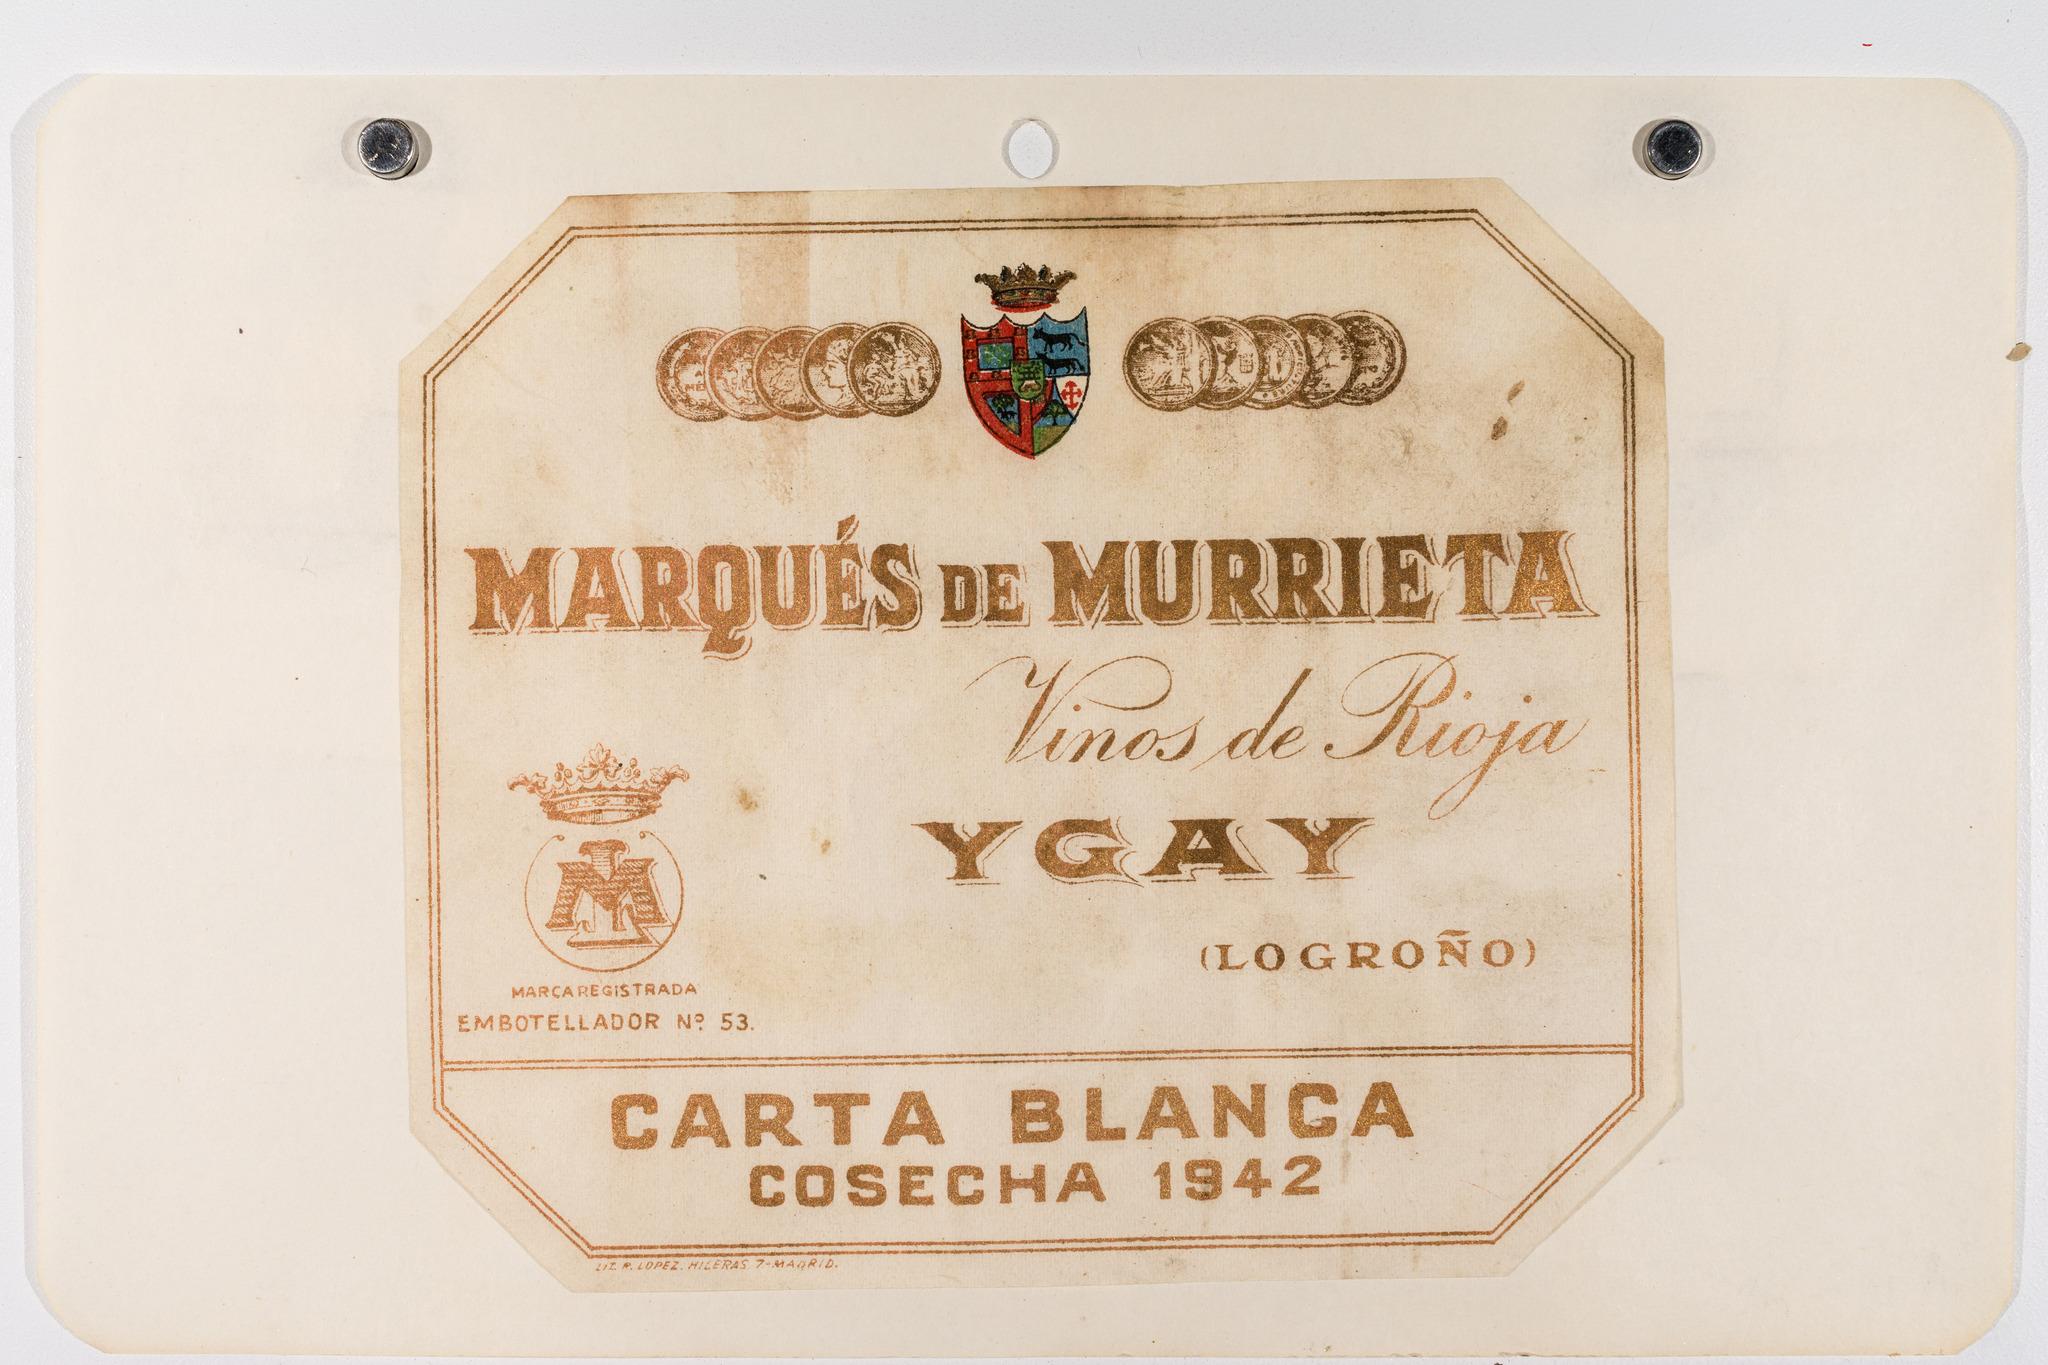 MARQUÉS DE MURRIETA
Vinos de Rioja
YGAY
(LOGROÑO)
MARCA REGISTRADA
EMBOTELLADOR Nº 53.
CARTA BLANCA
COSECHA 1942
LIT. R. LOPEZ. HILERAS 7-MADRID.